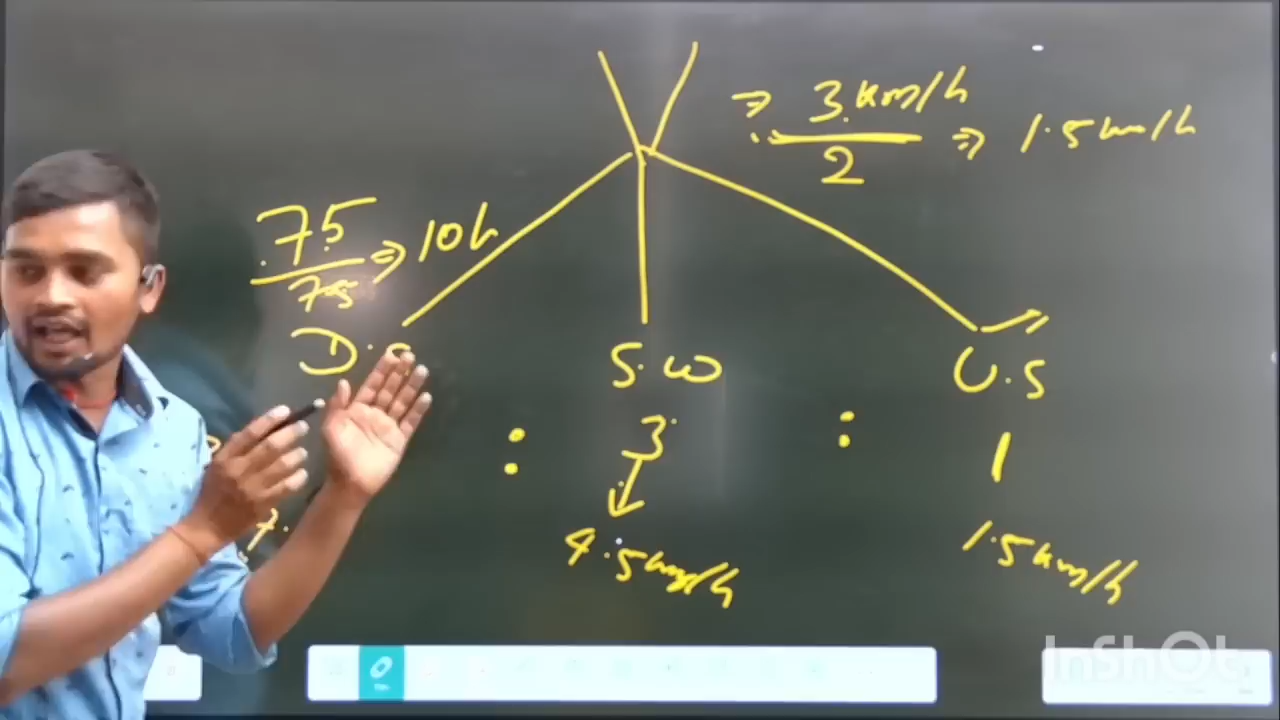 ⇒ 3 km/h
2
⇒ 1.5 km/h
75
75
⇒ 10h
D.S
S.W
U.S
: 3 : 1
4.5 km/h
1.5 km/h
InShOt